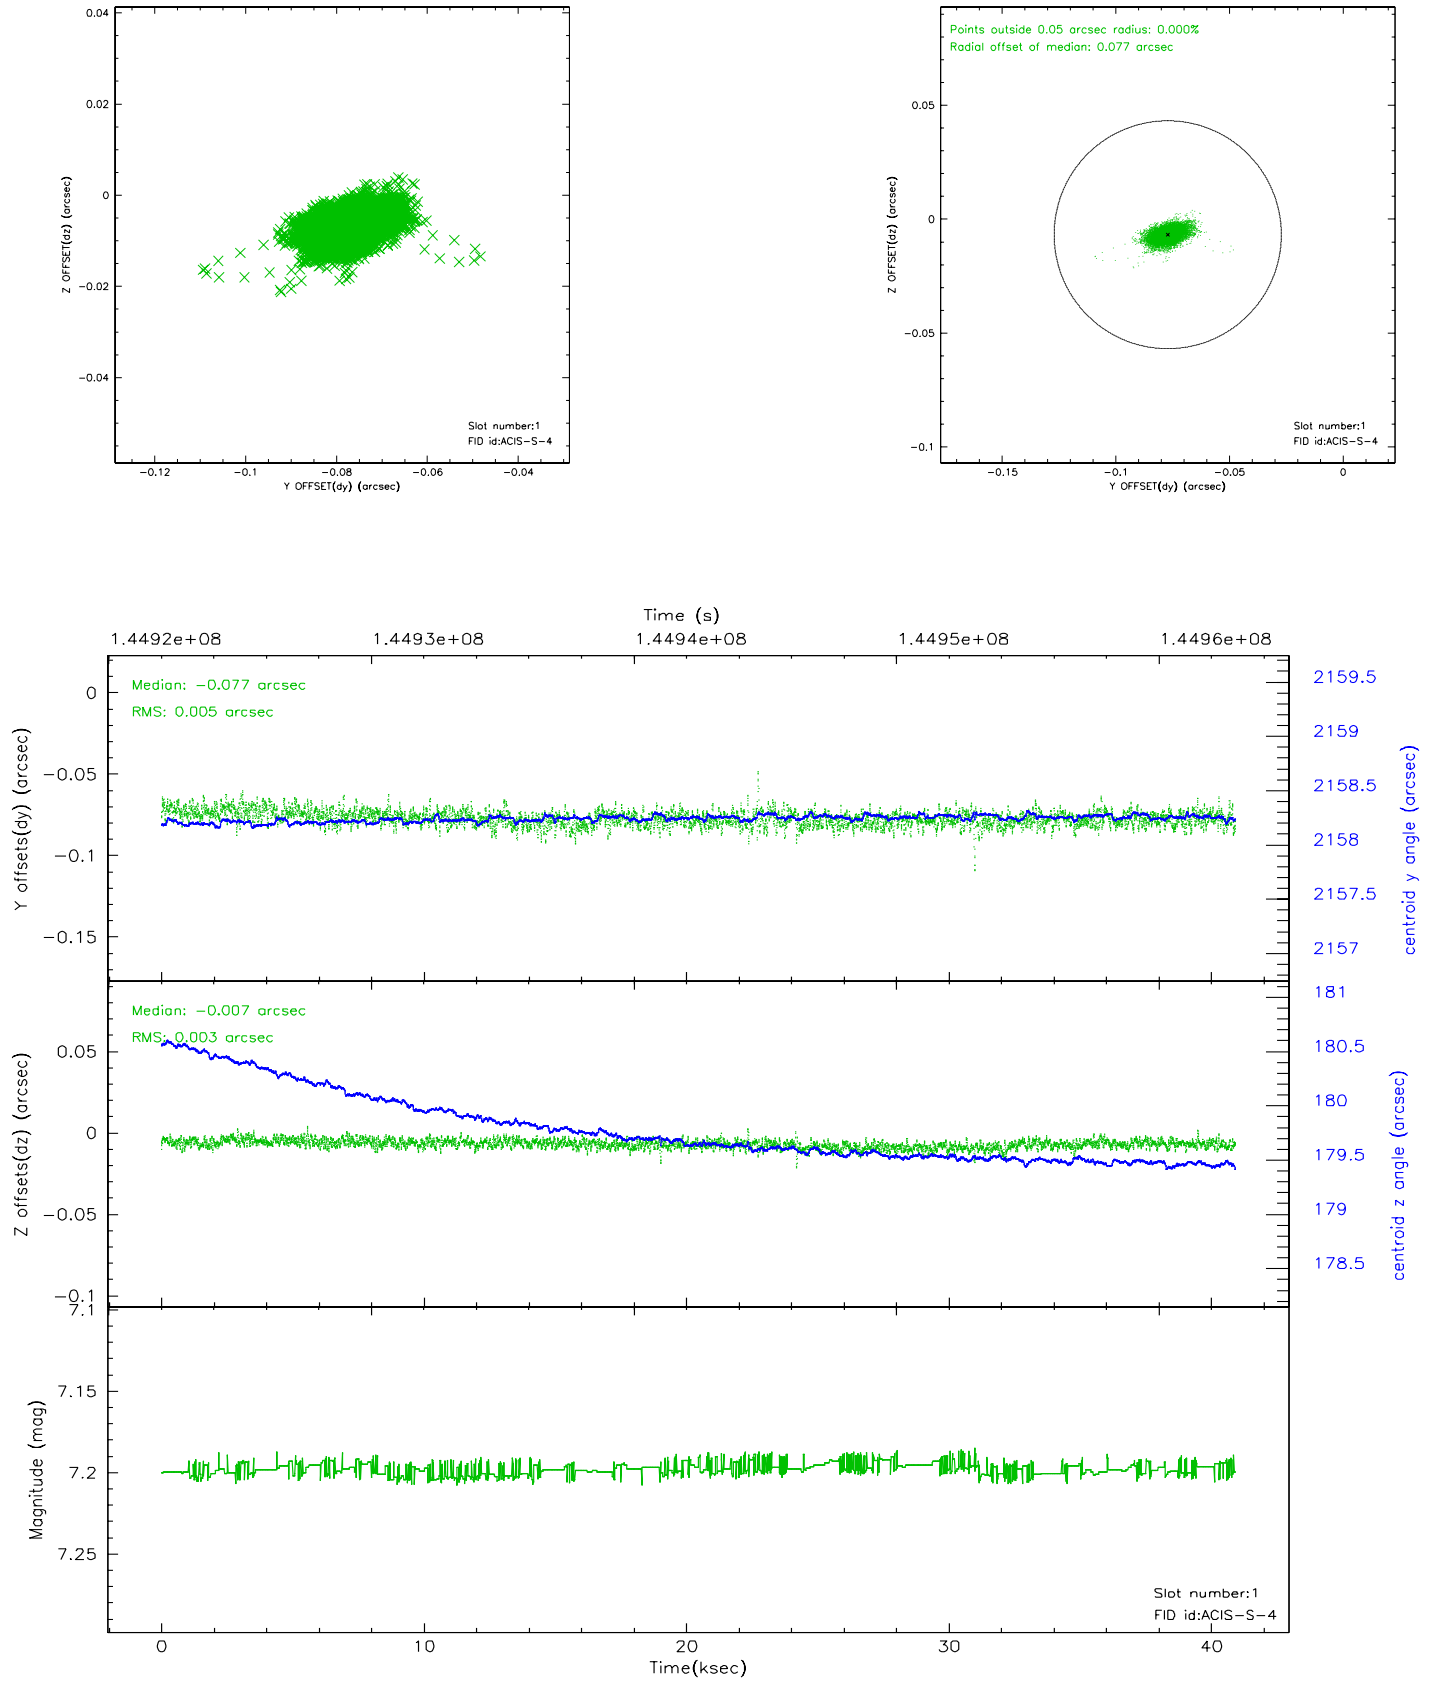 0.04
0.02
0
−0.02
−0.04
Z OFFSET(dz) (arcsec)
Slot number:1
FID id:ACIS−S−4
−0.12
−0.1
−0.08
−0.06
−0.04
Y OFFSET(dy) (arcsec)
Points outside 0.05 arcsec radius: 0.000%
Radial offset of median: 0.077 arcsec
0.05
0
−0.05
−0.1
Z OFFSET(dz) (arcsec)
Slot number:1
FID id:ACIS−S−4
−0.15
−0.1
−0.05
0
Y OFFSET(dy) (arcsec)
Time (s)
1.4492e+08
1.4493e+08
1.4494e+08
1.4495e+08
1.4496e+08
Median: −0.077 arcsec
RMS: 0.005 arcsec
0
−0.05
−0.1
−0.15
Y offsets(dy) (arcsec)
2159.5
2159
2158.5
2158
2157.5
2157
centroid y angle (arcsec)
Median: −0.007 arcsec
RMS: 0.003 arcsec
0.05
0
−0.05
−0.1
Z offsets(dz) (arcsec)
181
180.5
180
179.5
179
178.5
centroid z angle (arcsec)
7.1
7.15
7.2
7.25
Magnitude (mag)
Slot number:1
FID id:ACIS−S−4
0
10
20
30
40
Time(ksec)